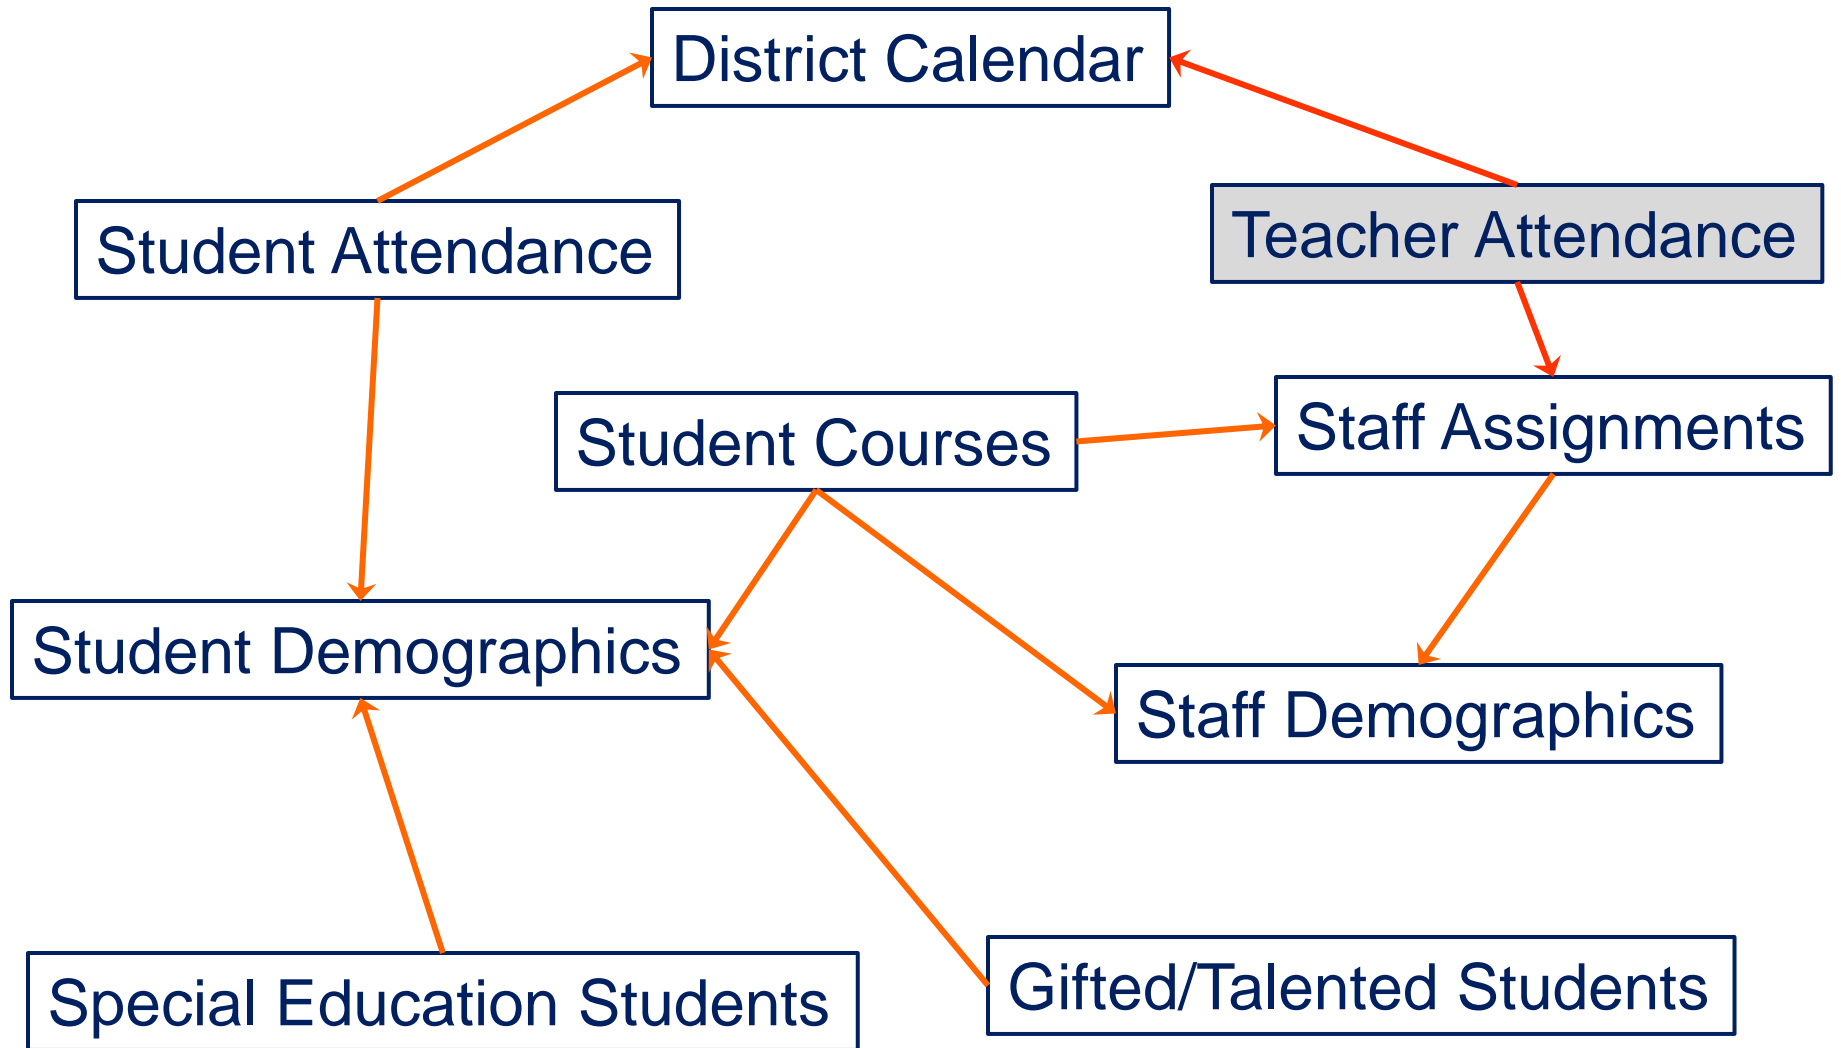 District Calendar
Student Attendance
Teacher Attendance
Student Courses
Staff Assignments
Student Demographics
Staff Demographics
Special Education Students
Gifted/Talented Students